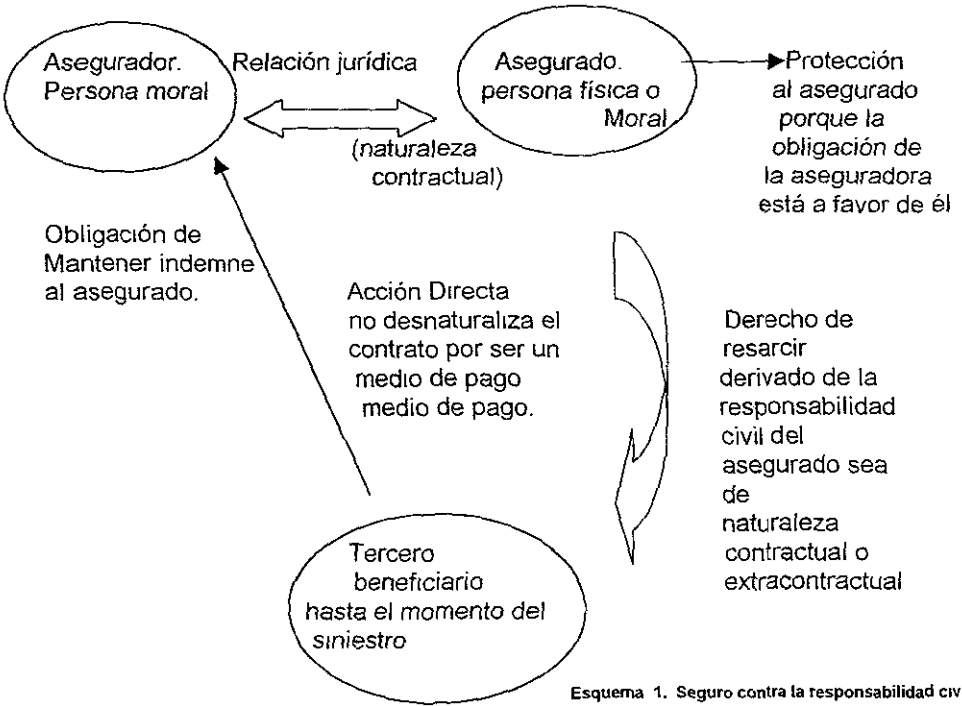 Asegurador.
Persona moral
Relación jurídica
(naturaleza
contractual)
Asegurado.
persona física o
Moral
Protección
al asegurado
porque la
obligación de
la aseguradora
está a favor de él
Obligación de
Mantener indemne
al asegurado.
Acción Directa
no desnaturaliza el
contrato por ser un
medio de pago
medio de pago.
Derecho de
resarcir
derivado de la
responsabilidad
civil del
asegurado sea
de
naturaleza
contractual o
extracontractual
Tercero
beneficiario
hasta el momento del
siniestro
Esquema 1. Seguro contra la responsabilidad civ